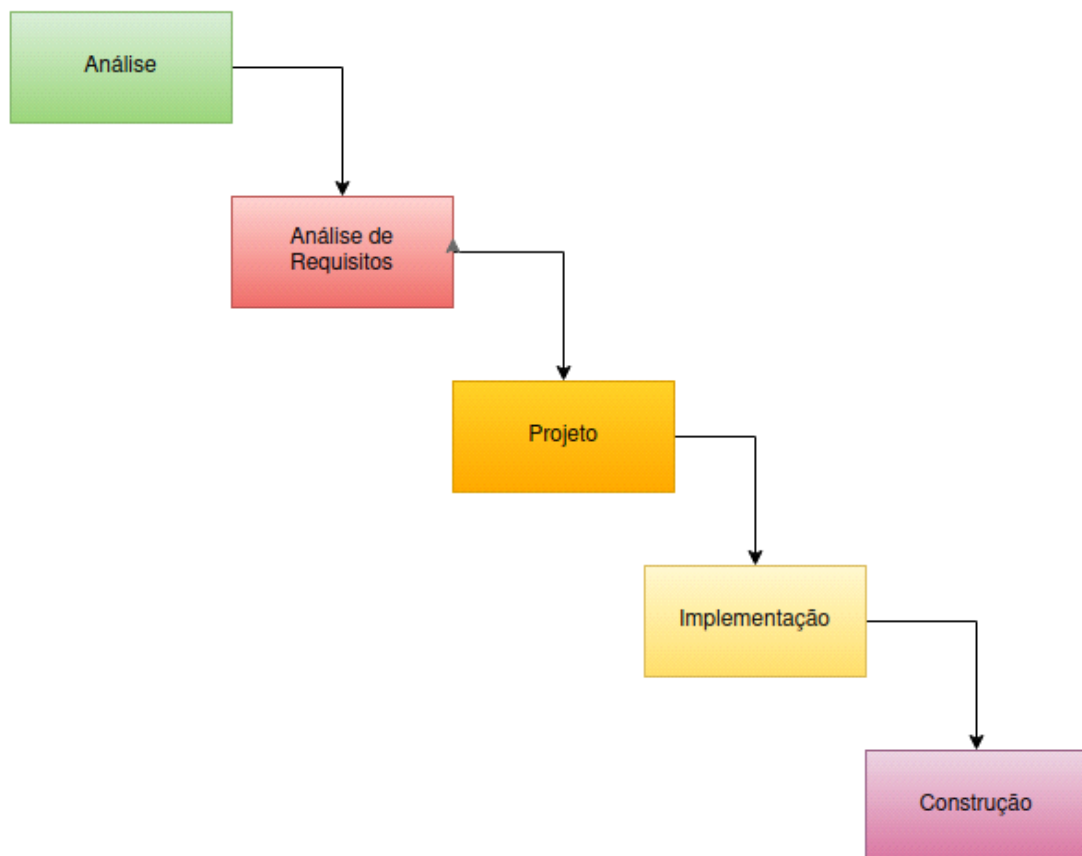 Análise
Análise de
Requisitos
Projeto
Implementação
Construção